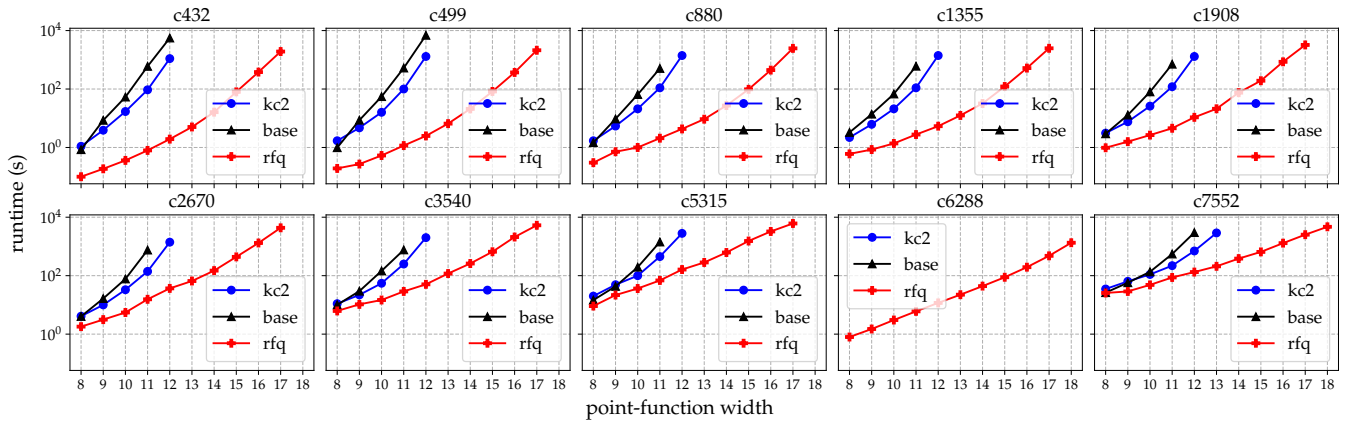 c432 c499 c880 c1355 c1908
10^4
10^2
10^0
kc2 base rfq
kc2 base rfq
kc2 base rfq
kc2 base rfq
kc2 base rfq
runtime (s)
c2670 c3540 c5315 c6288 c7552
10^4
10^2
10^0
kc2 base rfq
kc2 base rfq
kc2 base rfq
kc2 base rfq
kc2 base rfq
8 9 10 11 12 13 14 15 16 17 18
8 9 10 11 12 13 14 15 16 17 18
8 9 10 11 12 13 14 15 16 17 18
8 9 10 11 12 13 14 15 16 17 18
8 9 10 11 12 13 14 15 16 17 18
point-function width